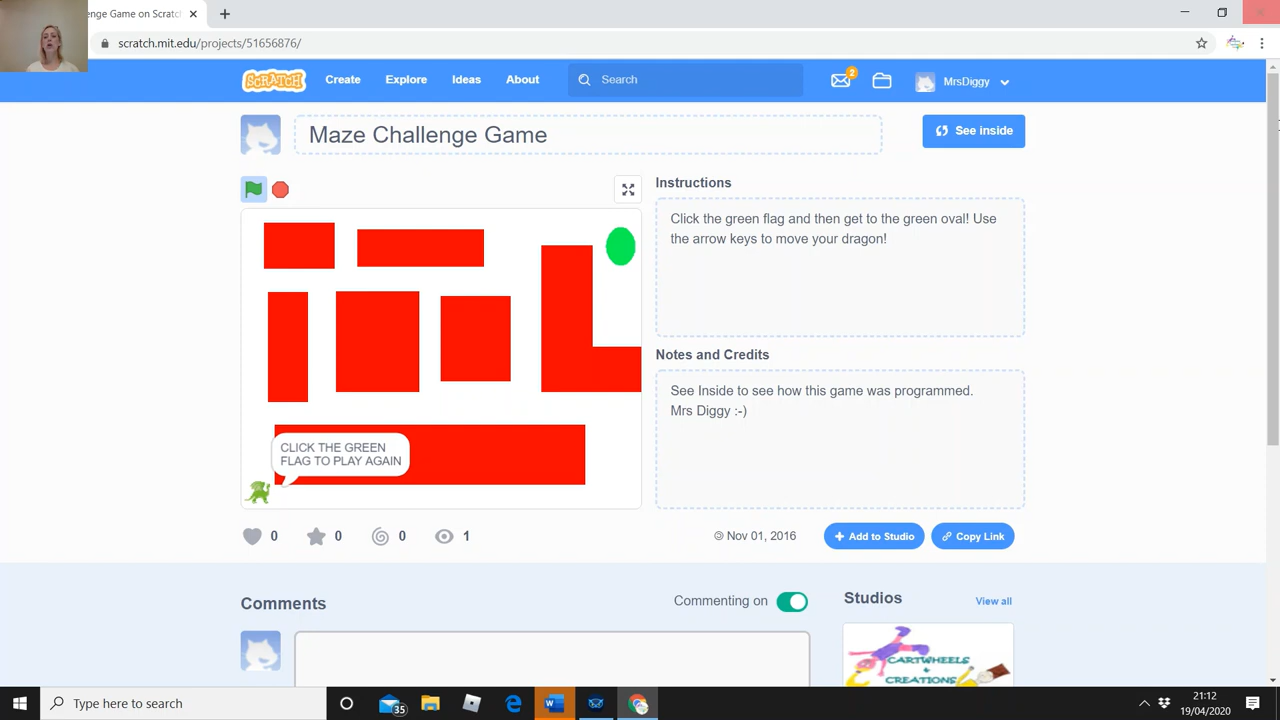 enge Game on Scratch
scratch.mit.edu/projects/51656876/
SCRATCH
Create
Explore
Ideas
About
Search
2
MrsDiggy
Maze Challenge Game
See inside
Instructions
Click the green flag and then get to the green oval! Use
the arrow keys to move your dragon!
CLICK THE GREEN
FLAG TO PLAY AGAIN
Notes and Credits
See Inside to see how this game was programmed.
Mrs Diggy :-)
0
0
0
1
Nov 01, 2016
Add to Studio
Copy Link
Comments
Commenting on
Studios
View all
CARTWHEELS
+
CREATIONS
Type here to search
35
21:12
19/04/2020